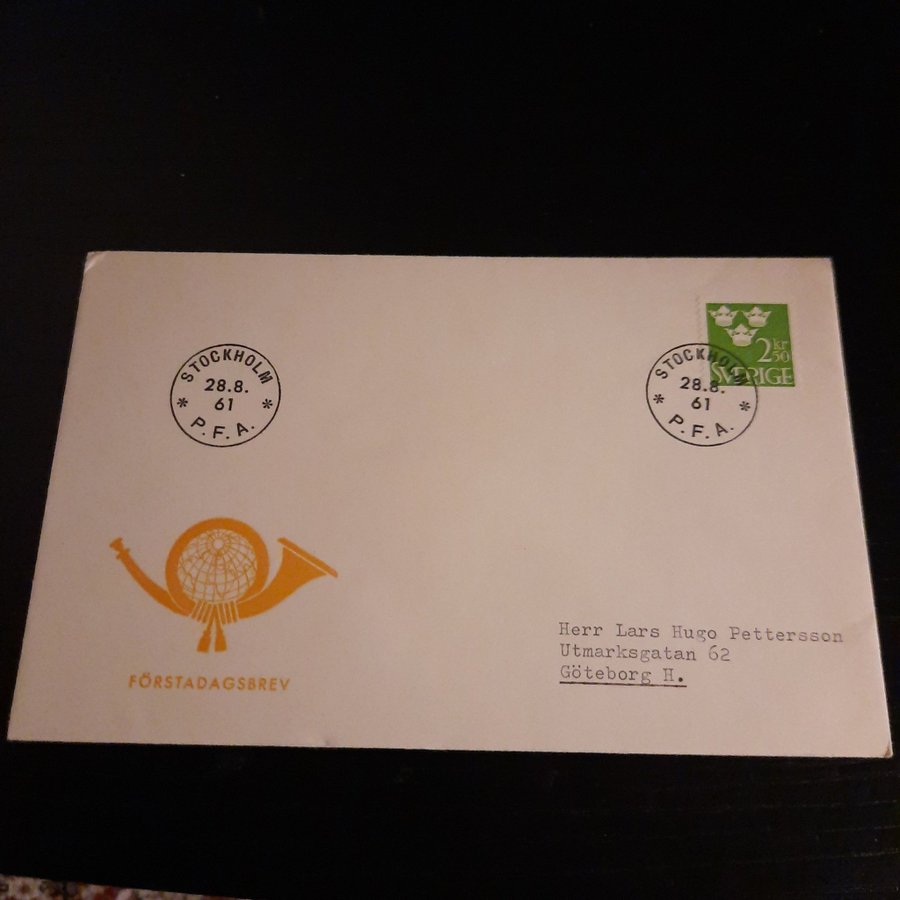 STOCKHOLM
28.8.
61
* P.F.A. *
2 kr
50
SVERIGE
STOCKHOLM
28.8.
61
* P.F.A. *
FÖRSTADAGSBREV
Herr Lars Hugo Pettersson
Utmarksgatan 62
Göteborg H.